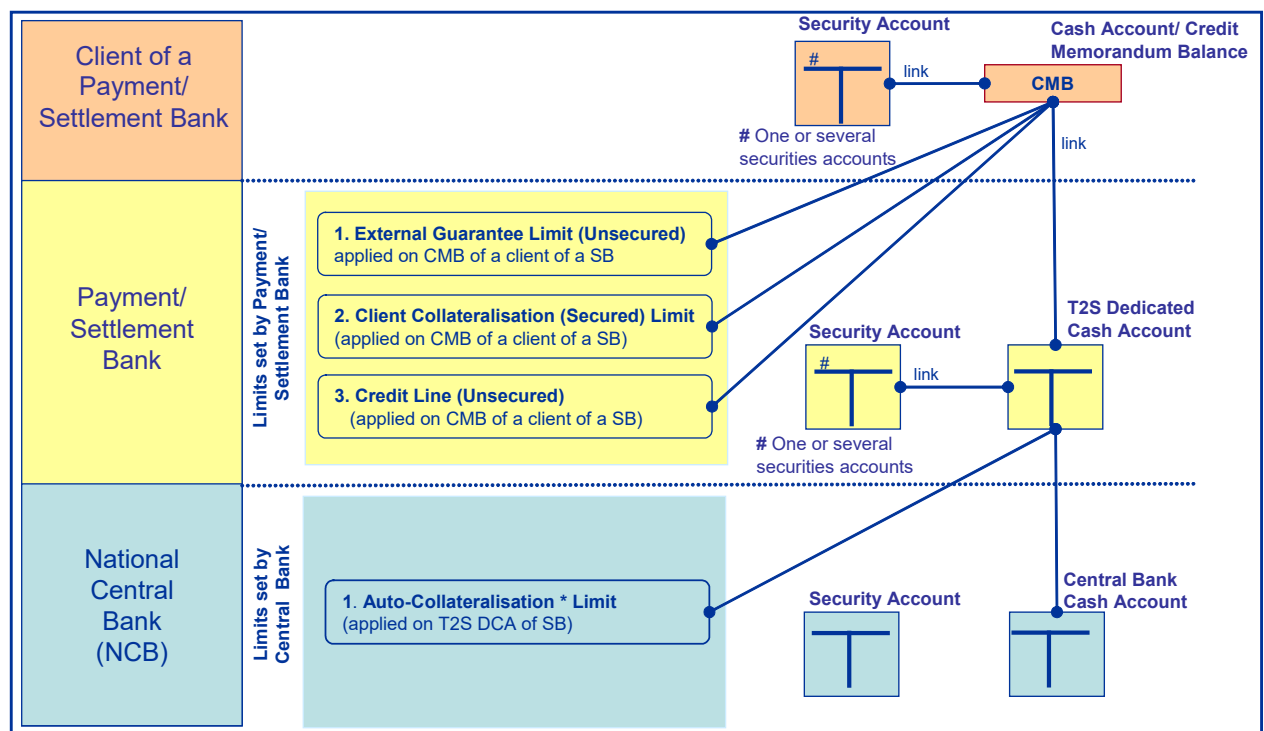 Client of a
Payment/
Settlement Bank
Security Account
#
# One or several
securities accounts
link
Cash Account/ Credit
Memorandum Balance
CMB
link
Payment/
Settlement
Bank
Limits set by Payment/
Settlement Bank
1. External Guarantee Limit (Unsecured)
applied on CMB of a client of a SB
2. Client Collateralisation (Secured) Limit
(applied on CMB of a client of a SB)
3. Credit Line (Unsecured)
(applied on CMB of a client of a SB)
Security Account
#
# One or several
securities accounts
link
T2S Dedicated
Cash Account
National
Central
Bank
(NCB)
Limits set by
Central Bank
1. Auto-Collateralisation * Limit
(applied on T2S DCA of SB)
Security Account
Central Bank
Cash Account